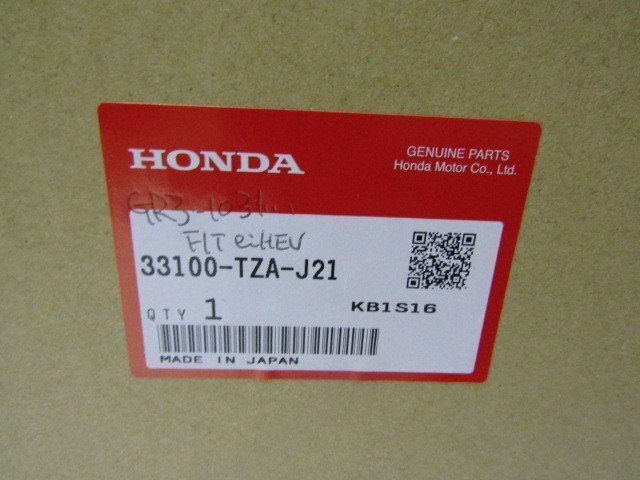 HONDA
GENUINE PARTS
Honda Motor Co., Ltd.
FIT e:HEV
33100-TZA-J21
QTY 1
KB1S16
MADE IN JAPAN